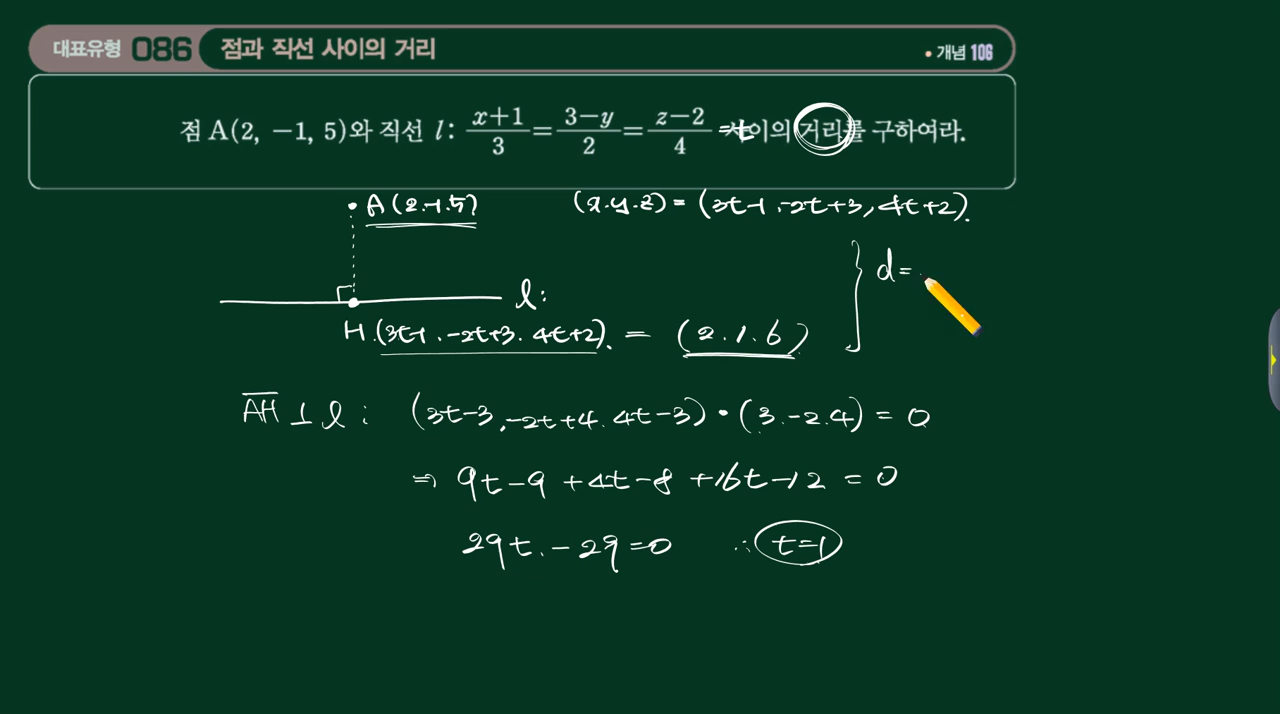 대표유형 086 점과 직선 사이의 거리
• 개념 106
점 A(2, −1, 5)와 직선 l: (x+1)/3 = (3−y)/2 = (z−2)/4 =t 사이의 거리를 구하여라.
A(2.-1.5) (x.y.z) = (3t-1, -2t+3, 4t+2).
d=
l:
H.(3t-1. -2t+3. 4t+2). = (2.1.6)
A̅H̅ ⊥ l : (3t-3, -2t+4. 4t-3)•(3.-2.4) = 0
⇒ 9t-9 +4t-8 +16t-12 = 0
29t.-29=0 ∴ t=1